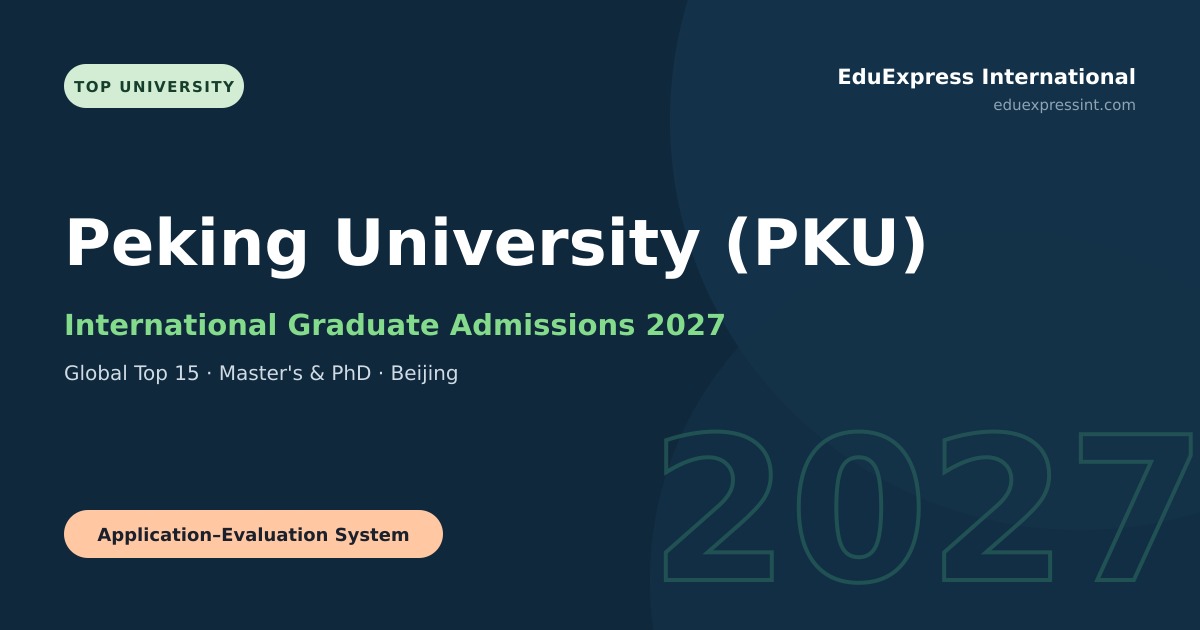 TOP UNIVERSITY
EduExpress International
eduexpressint.com
Peking University (PKU)
International Graduate Admissions 2027
Global Top 15 · Master's & PhD · Beijing
2027
Application–Evaluation System